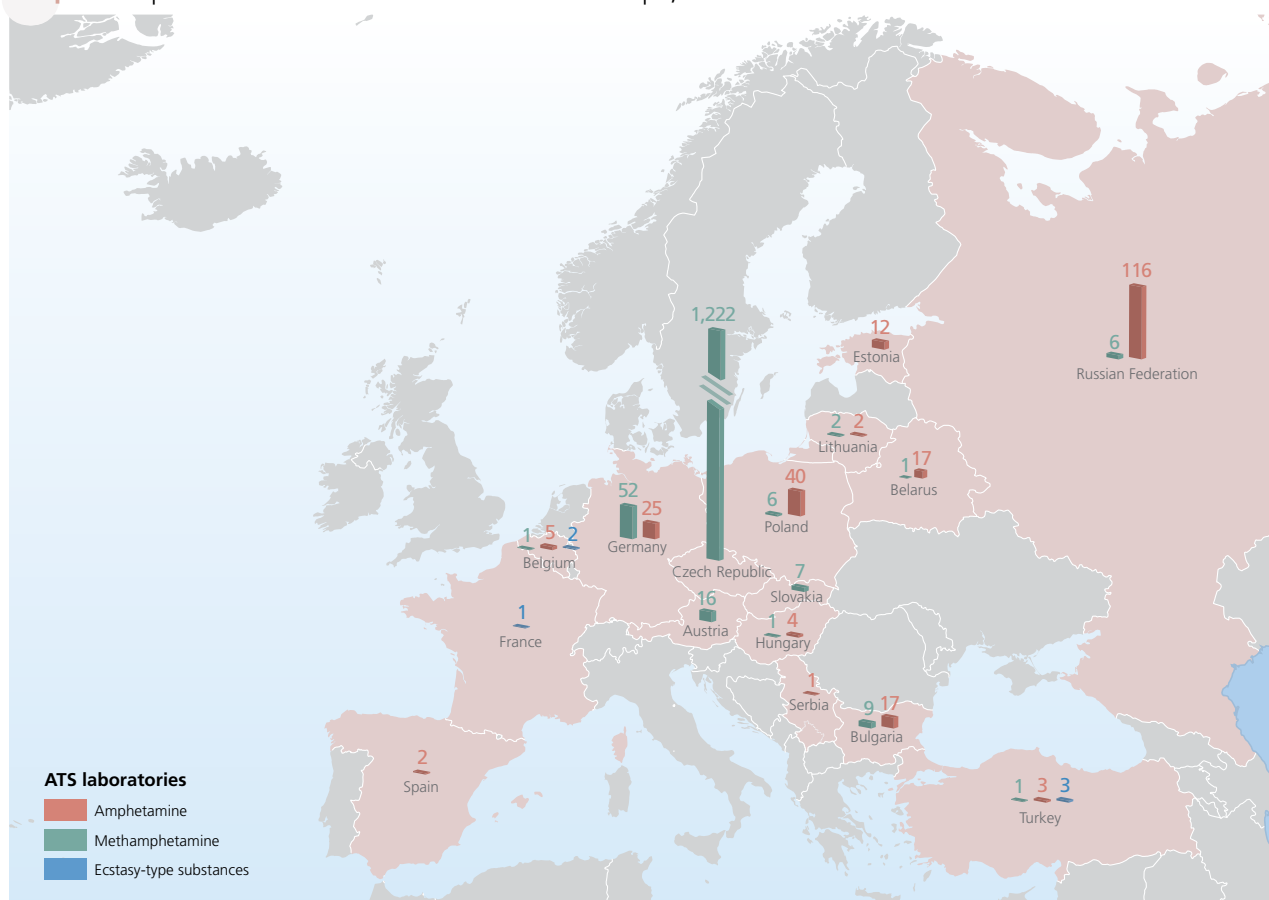 116
6
Russian Federation
1,222
12
Estonia
2 2
Lithuania
1 17
Belarus
52 25
Germany
6 40
Poland
1 5 2
Belgium
Czech Republic
7
Slovakia
16
Austria
1 4
Hungary
1
France
1
Serbia
9 17
Bulgaria
2
Spain
1 3 3
Turkey
ATS laboratories
Amphetamine
Methamphetamine
Ecstasy-type substances